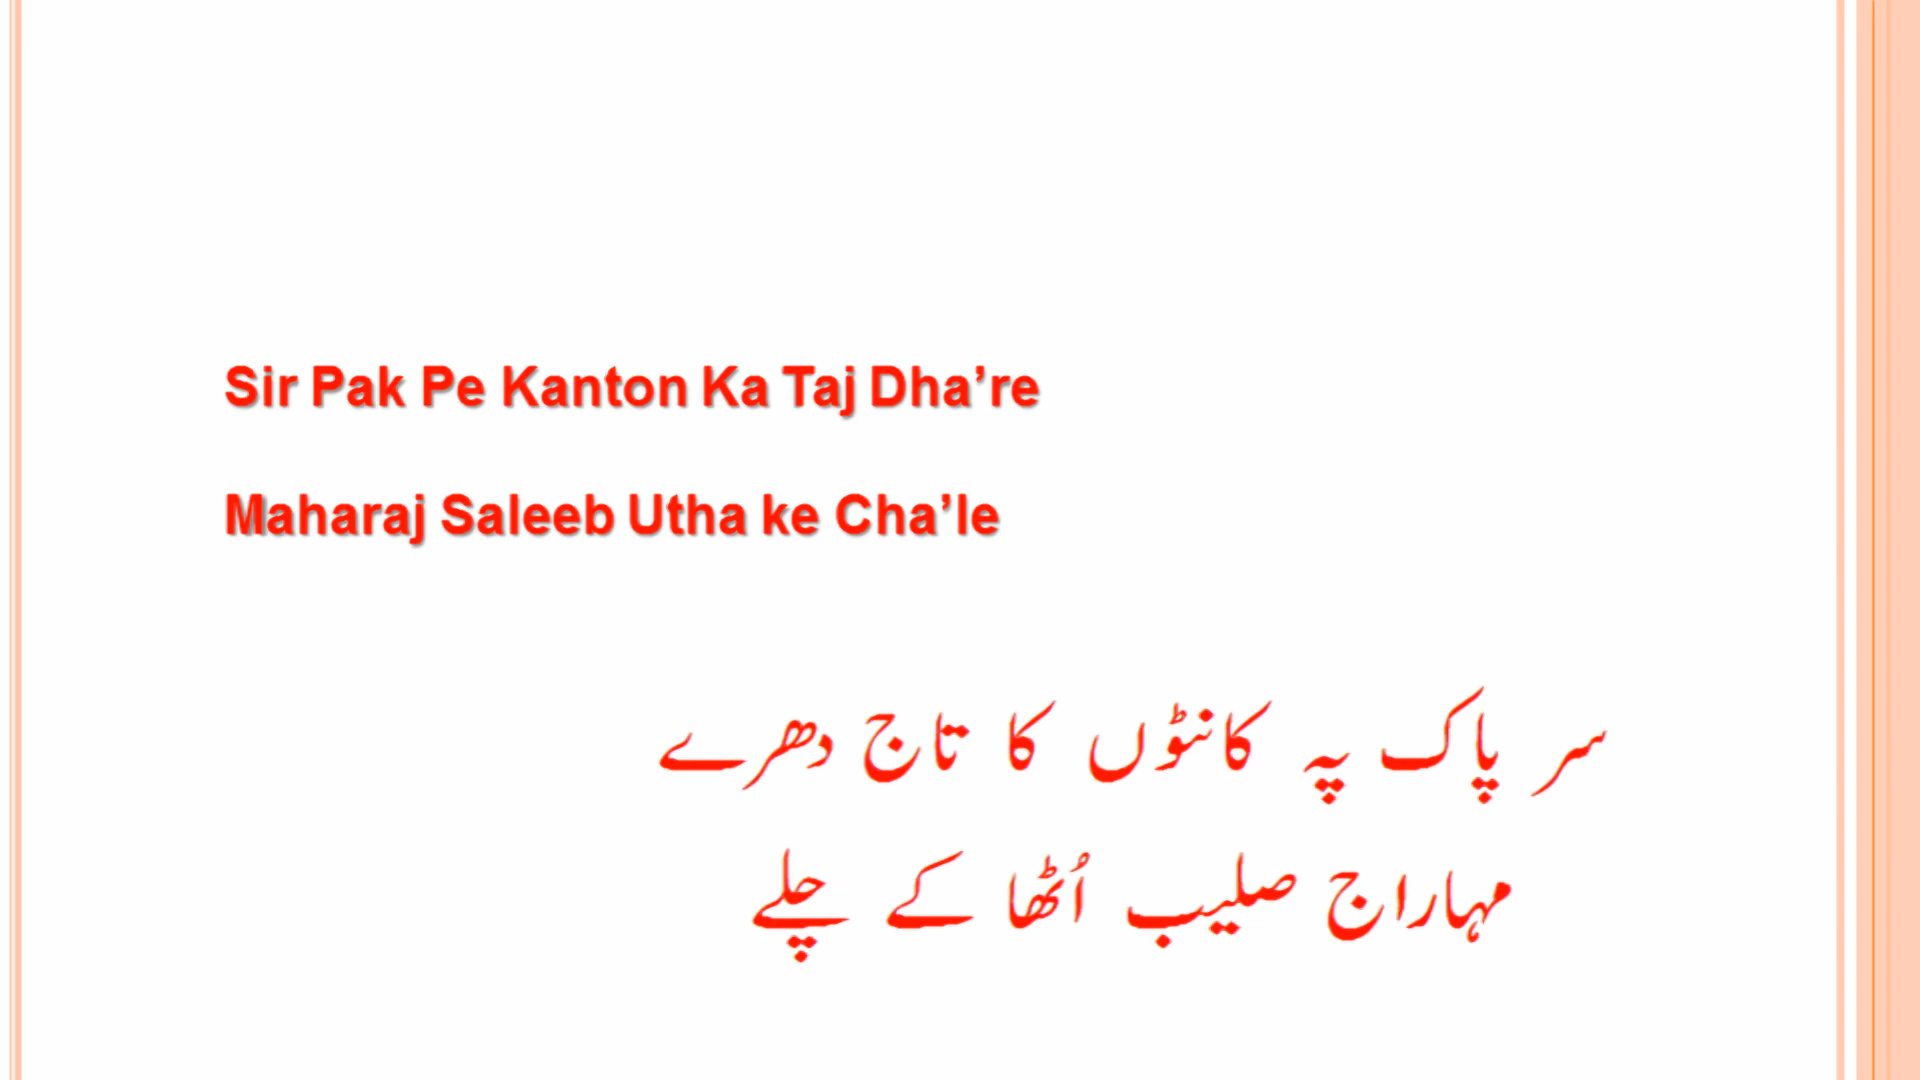 Sir Pak Pe Kanton Ka Taj Dha’re
Maharaj Saleeb Utha ke Cha’le
سر پاک پہ کانٹوں کا تاج دھرے
مہاراج صلیب اُٹھا کے چلے